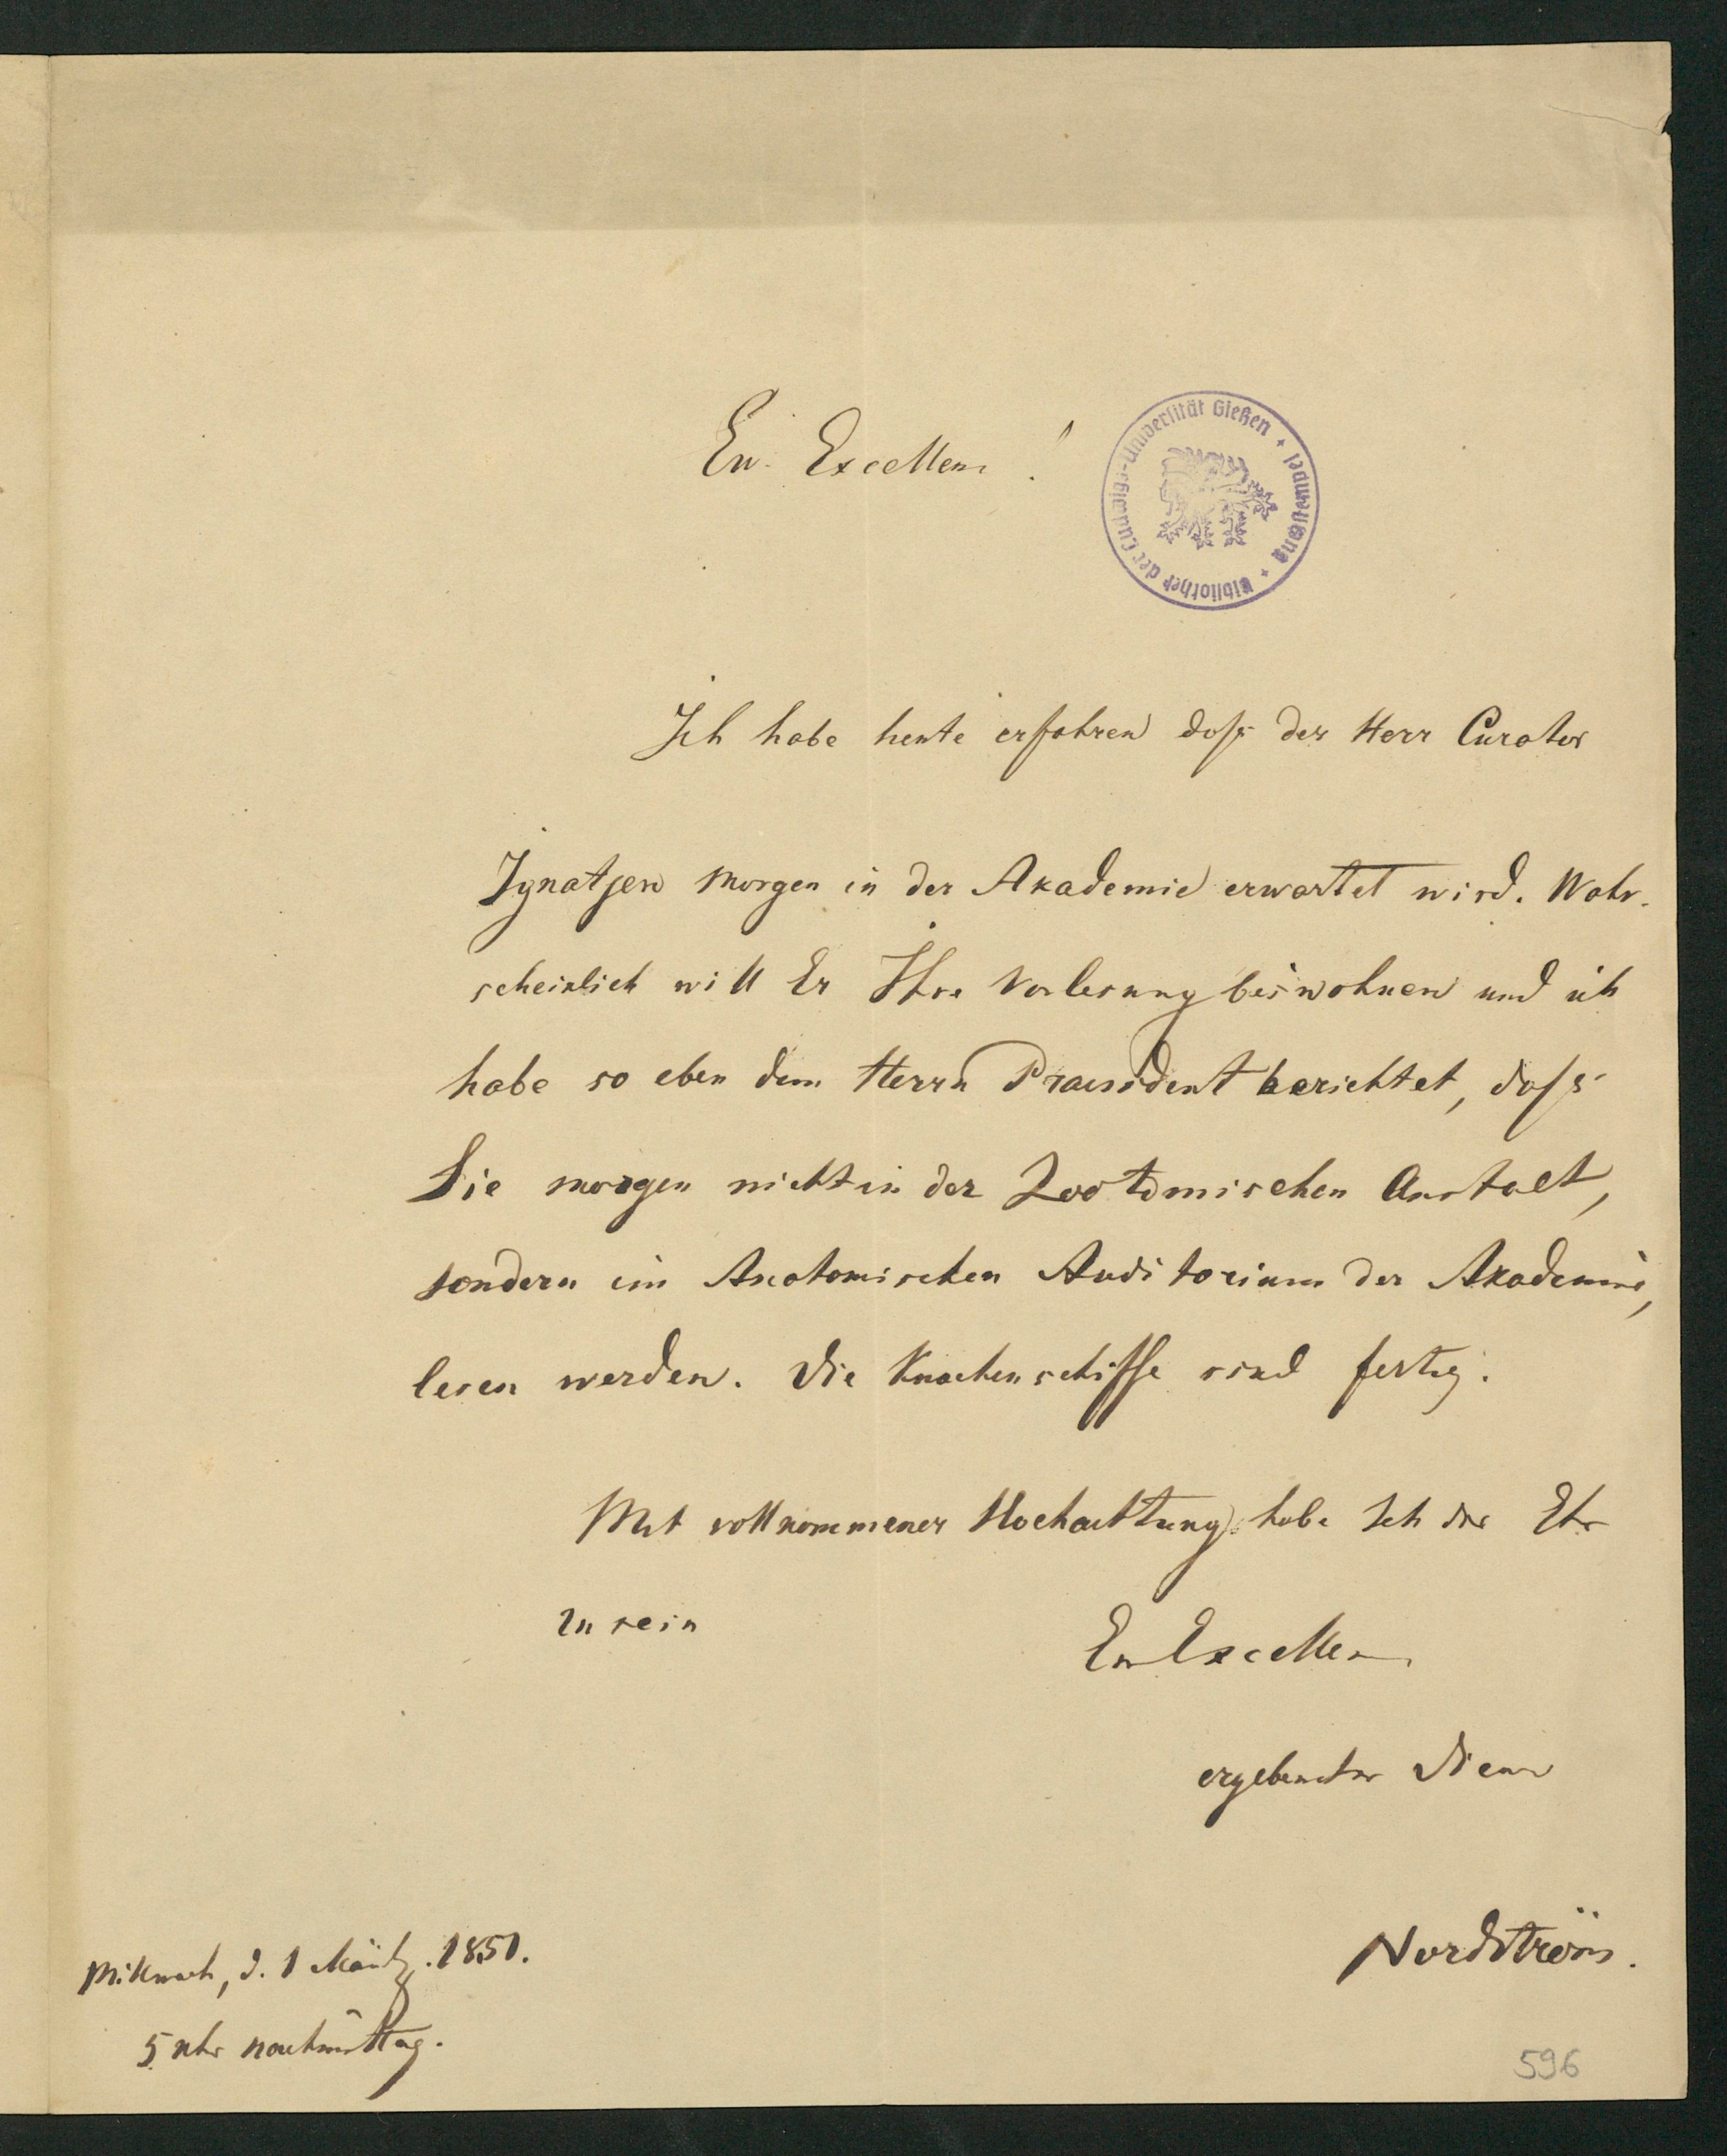 Ew. Excellenz!
Bibliothek der Ludwigs-Universität Gießen + +
Ich habe heute erfahren dass der Herr Curator
Ignatjew morgen in der Akademie erwartet wird. Wahr-
scheinlich will Er Ihre Vorlesung beiwohnen und ich
habe so eben dem Herrn Praesident berichtet, dass
Sie morgen nicht in der Zootomischen Anstalt,
sondern im Anatomischen Auditorium der Akademie,
lesen werden. Die Knochenschiffe sind fertig.
Mit vollkommener Hochachtung habe Ich die Ehr
zu sein
Ew Excellenz
ergebenster Diener
Nordström.
Mittwoch, d. 1 März. 1851.
5 Uhr nachmittag.
596